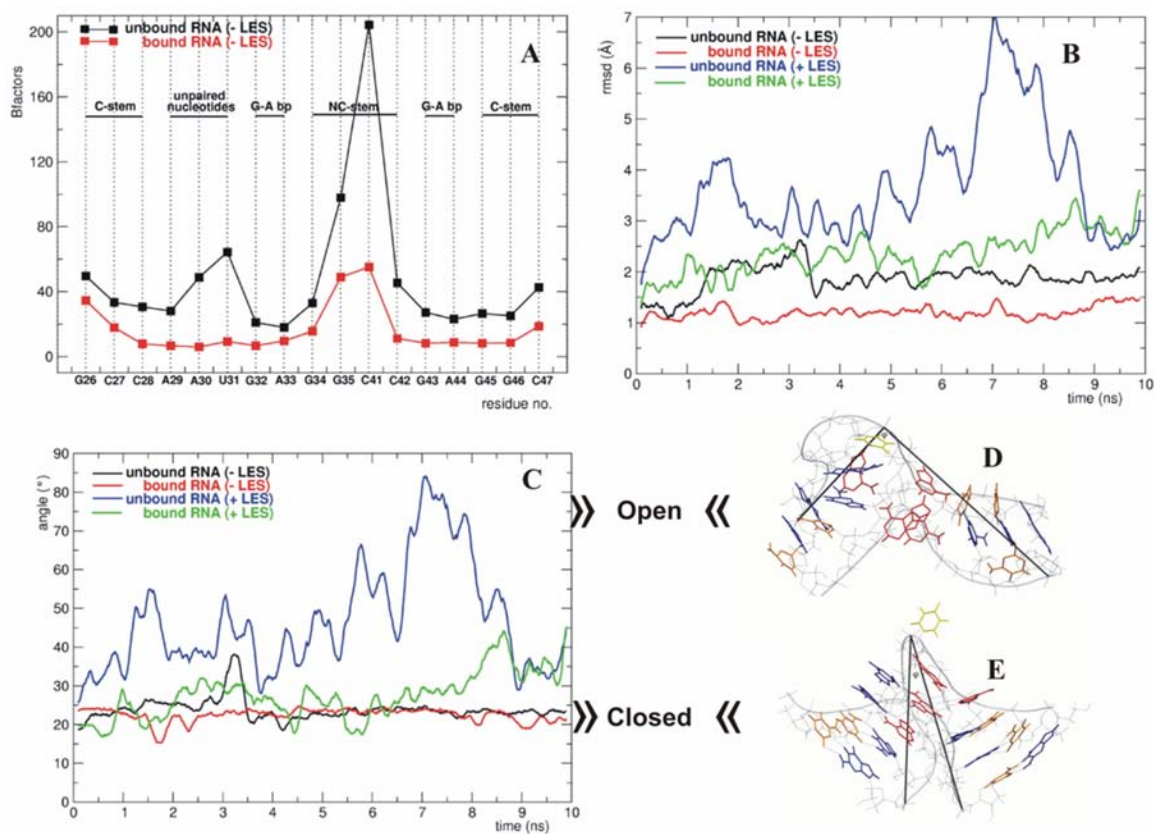 200
160
120
80
40
0
Bfactors
unbound RNA (- LES)
bound RNA (- LES)
A
C-stem
unpaired
nucleotides
G-A bp
NC-stem
G-A bp
C-stem
G26 C27 C28 A29 A30 U31 G32 A33 G34 G35 C41 C42 G43 A44 G45 G46 C47
residue no.
7
6
5
4
3
2
1
0
rmsd (Å)
unbound RNA (- LES)
bound RNA (- LES)
unbound RNA (+ LES)
bound RNA (+ LES)
B
0 1 2 3 4 5 6 7 8 9 10
time (ns)
90
80
70
60
50
40
30
20
10
0
angle (°)
unbound RNA (- LES)
bound RNA (- LES)
unbound RNA (+ LES)
bound RNA (+ LES)
C
0 1 2 3 4 5 6 7 8 9 10
time (ns)
» Open «
D
» Closed «
E